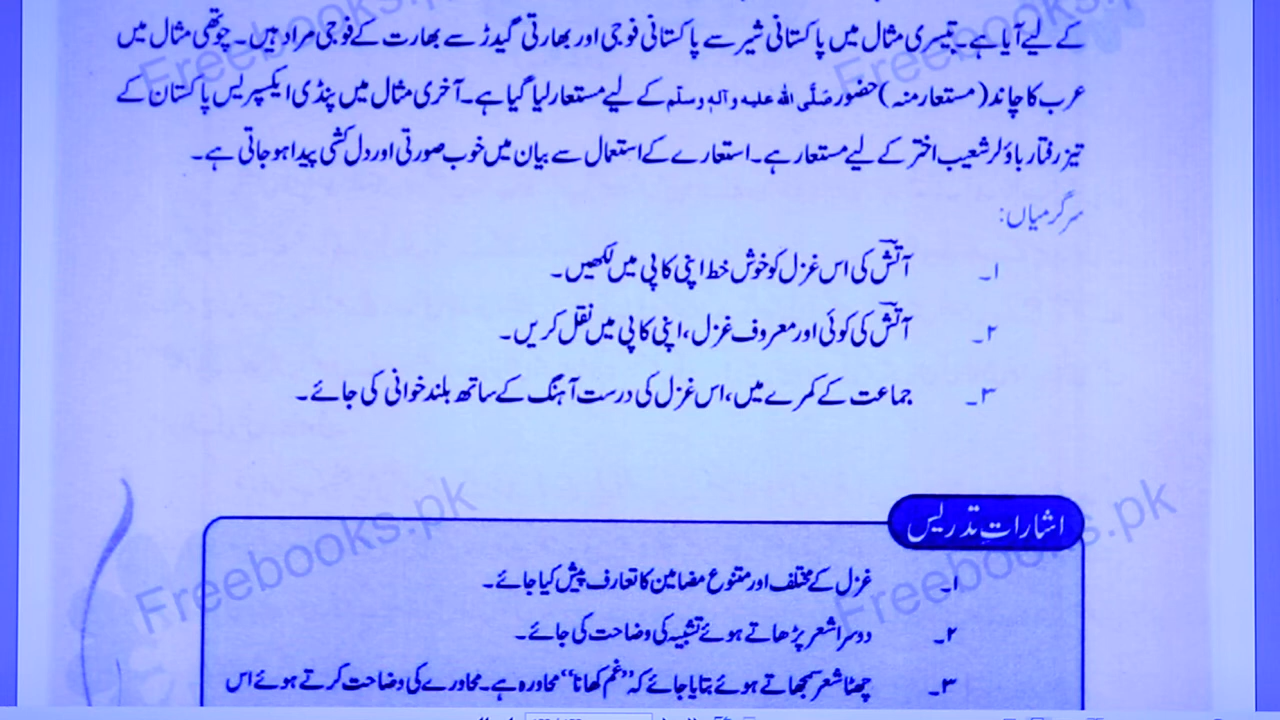 کے لیے آیا ہے۔ تیسری مثال میں پاکستانی شیر سے پاکستانی فوجی اور بھارتی گیدڑ سے بھارت کے فوجی مراد ہیں۔ چوتھی مثال میں
عرب کا چاند (مستعار منہ) حضور صَلَّی اللہ علیہ وآلہٖ وسلّم کے لیے مستعار لیا گیا ہے۔ آخری مثال میں پنڈی ایکسپریس پاکستان کے
تیز رفتار باؤلر شعیب اختر کے لیے مستعار ہے۔ استعارے کے استعمال سے بیان میں خوب صورتی اور دل کشی پیدا ہو جاتی ہے۔
سرگرمیاں:
۱۔ آتشؔ کی اس غزل کو خوش خط اپنی کاپی میں لکھیں۔
۲۔ آتشؔ کی کوئی اور معروف غزل، اپنی کاپی میں نقل کریں۔
۳۔ جماعت کے کمرے میں، اس غزل کی درست آہنگ کے ساتھ بلند خوانی کی جائے۔
اشاراتِ تدریس
۱۔ غزل کے مختلف اور متنوع مضامین کا تعارف پیش کیا جائے۔
۲۔ دوسرا شعر پڑھاتے ہوئے تشبیہ کی وضاحت کی جائے۔
۳۔ چھٹا شعر سمجھاتے ہوئے بتایا جائے کہ ”غم کھانا“ محاورہ ہے۔ محاورے کی وضاحت کرتے ہوئے اس
Freebooks.pk
Freebooks.pk
Freebooks.pk
Freebooks.pk